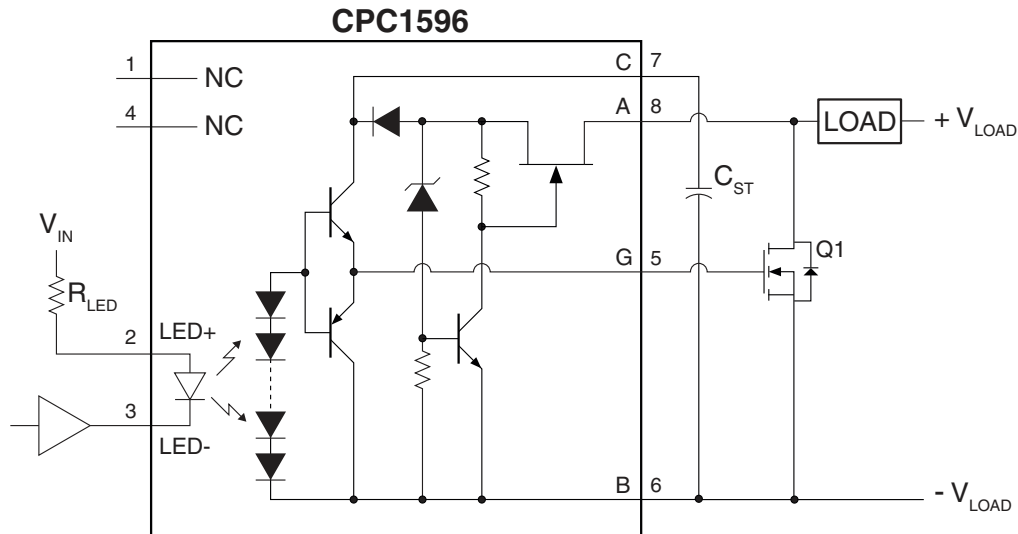 CPC1596
1 NC
4 NC
C 7
A 8
LOAD + V_LOAD
C_ST
V_IN
R_LED
G 5
Q1
2 LED+
3 LED-
B 6
- V_LOAD